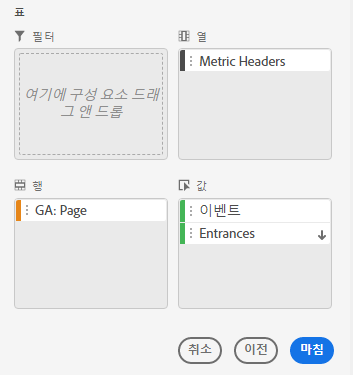 표
필터
열
여기에 구성 요소 드래
그 앤 드롭
Metric Headers
행
값
GA: Page
이벤트
Entrances
취소
이전
마침